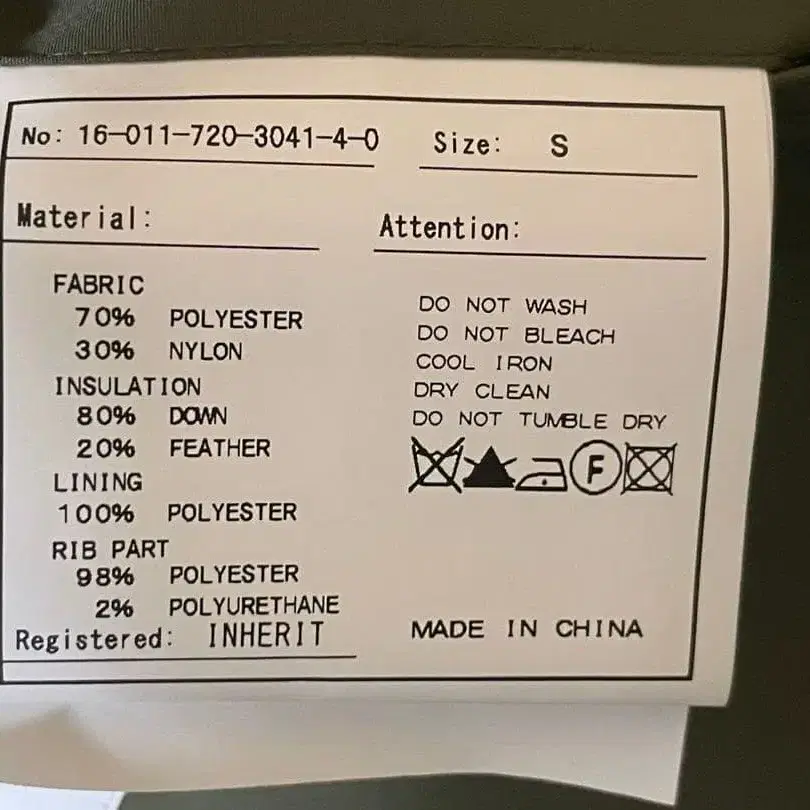 No: 16-011-720-3041-4-0
Size: S
Material:
FABRIC
70% POLYESTER
30% NYLON
INSULATION
80% DOWN
20% FEATHER
LINING
100% POLYESTER
RIB PART
98% POLYESTER
2% POLYURETHANE
Registered: INHERIT
Attention:
DO NOT WASH
DO NOT BLEACH
COOL IRON
DRY CLEAN
DO NOT TUMBLE DRY
F
MADE IN CHINA